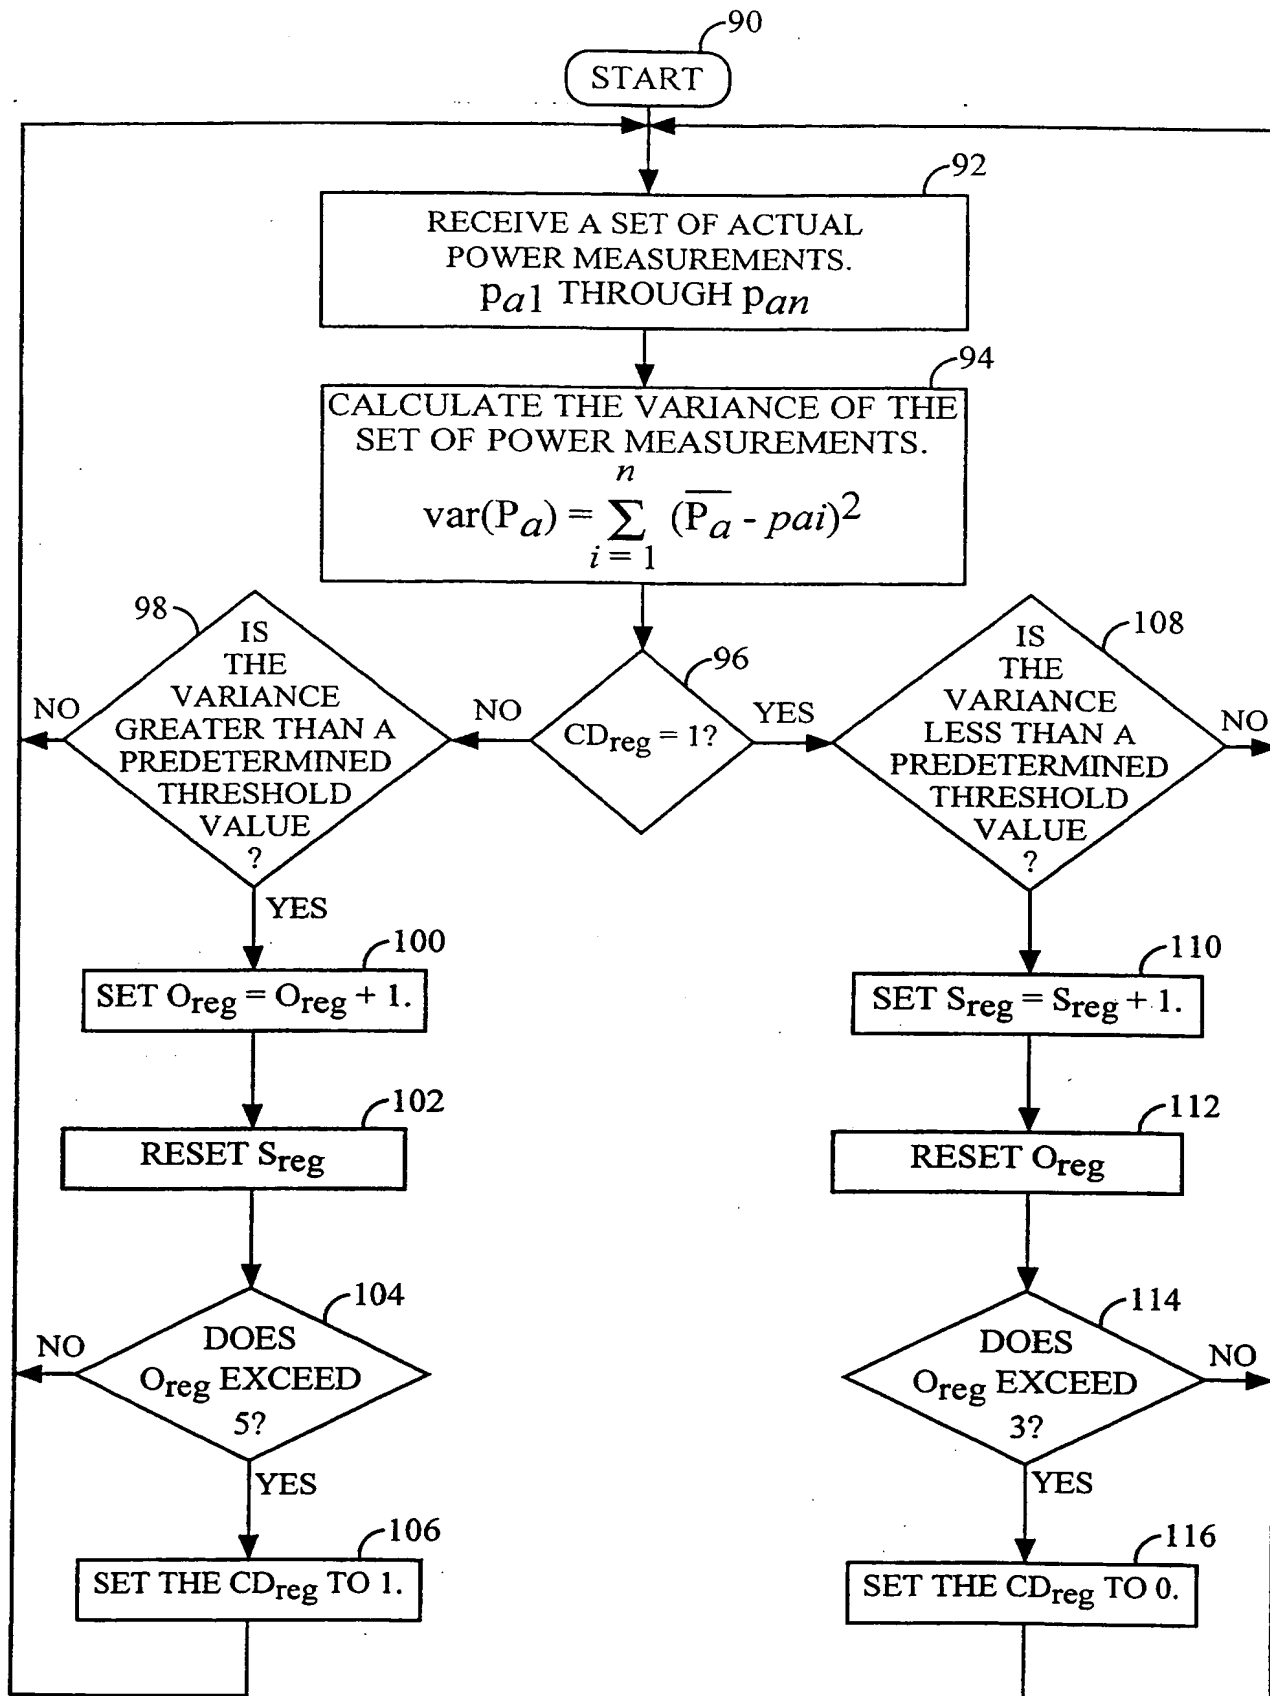 90
START
92
RECEIVE A SET OF ACTUAL
POWER MEASUREMENTS.
pa1 THROUGH pan
94
CALCULATE THE VARIANCE OF THE
SET OF POWER MEASUREMENTS.
n
var(Pa) = Σ (Pa - pai)2
i = 1
98
IS
THE
VARIANCE
GREATER THAN A
PREDETERMINED
THRESHOLD
VALUE
?
NO
YES
96
CDreg = 1?
NO
YES
108
IS
THE
VARIANCE
LESS THAN A
PREDETERMINED
THRESHOLD
VALUE
?
NO
100
SET Oreg = Oreg + 1.
102
RESET Sreg
104
DOES
Oreg EXCEED
5?
NO
YES
106
SET THE CDreg TO 1.
110
SET Sreg = Sreg + 1.
112
RESET Oreg
114
DOES
Oreg EXCEED
3?
NO
YES
116
SET THE CDreg TO 0.